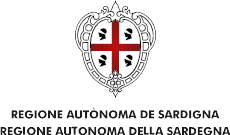 REGIONE AUTÒNOMA DE SARDIGNA
REGIONE AUTONOMA DELLA SARDEGNA